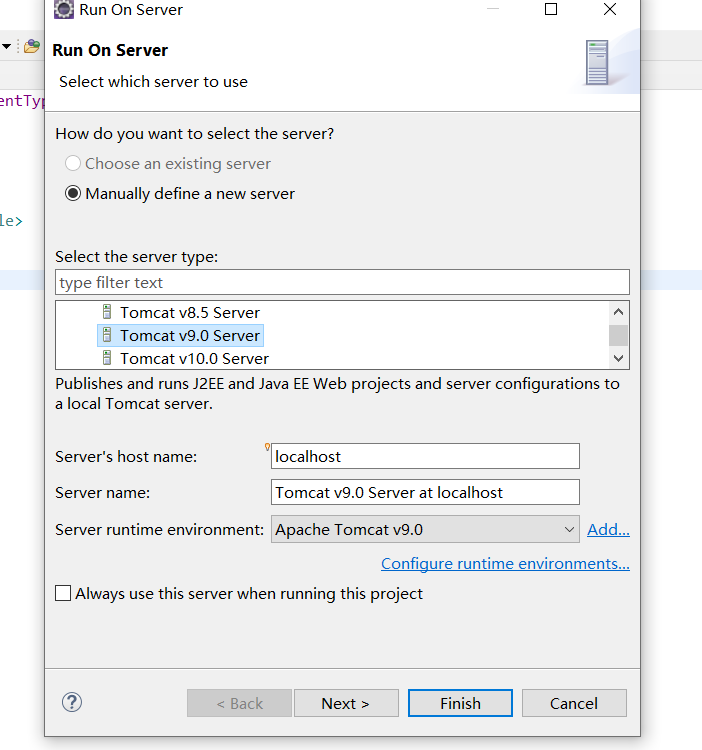 Run On Server
Run On Server
Select which server to use
entTyp
How do you want to select the server?
Choose an existing server
Manually define a new server
le>
Select the server type:
type filter text
Tomcat v8.5 Server
Tomcat v9.0 Server
Tomcat v10.0 Server
Publishes and runs J2EE and Java EE Web projects and server configurations to
a local Tomcat server.
Server's host name: localhost
Server name: Tomcat v9.0 Server at localhost
Server runtime environment: Apache Tomcat v9.0 Add...
Configure runtime environments...
Always use this server when running this project
? < Back Next > Finish Cancel